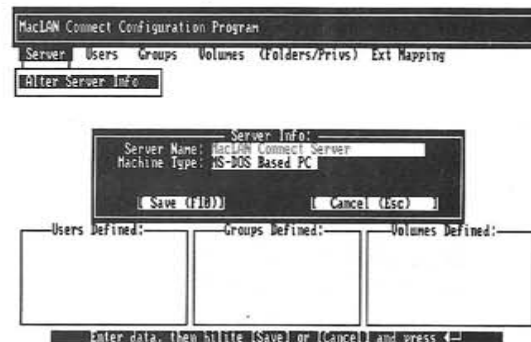 MacLAN Connect Configuration Program
Server Users Groups Volumes (Folders/Privs) Ext Mapping
Alter Server Info
Server Info:
Server Name: MacLAN Connect Server
Machine Type: MS-DOS Based PC
[ Save (F10)] [ Cancel (Esc) ]
Users Defined: Groups Defined: Volumes Defined:
Enter data, then hilite [Save] or [Cancel] and press ◄─┘